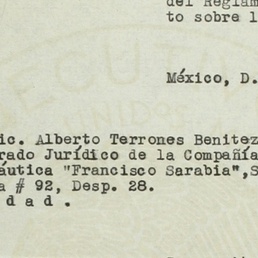 del Reglam
to sobre l
México, D.
ic. Alberto Terrones Benitez
rado Jurídico de la Compañía
áutica "Francisco Sarabia",S
a # 92, Desp. 28.
d a d .